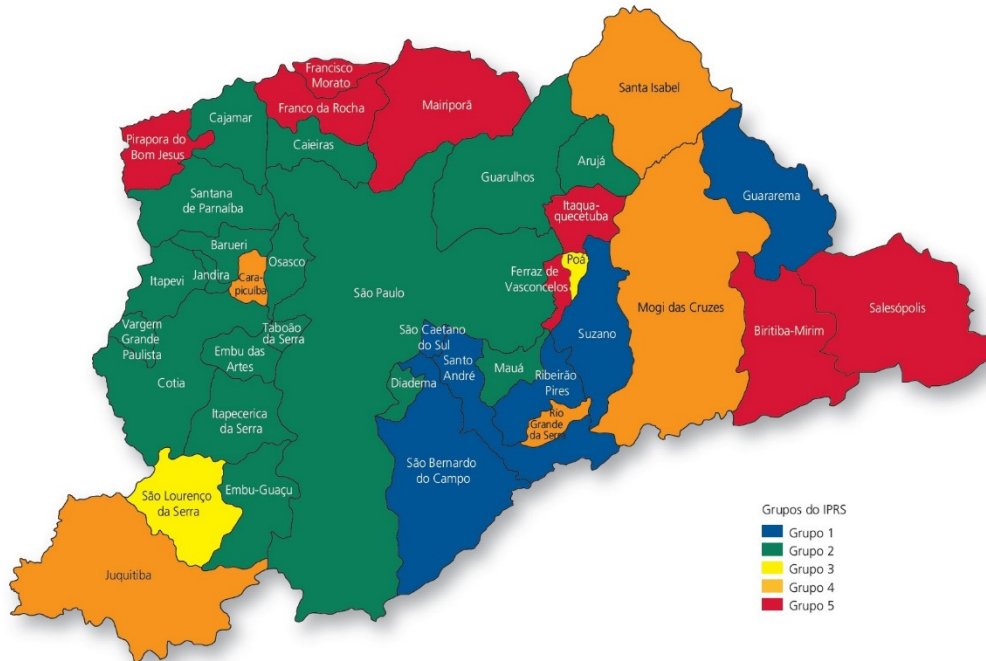 Francisco
Morato
Franco da Rocha
Mairiporã
Santa Isabel
Cajamar
Pirapora do
Bom Jesus
Caieiras
Guarulhos
Arujá
Guararema
Santana
de Parnaíba
Itaqua-
quecetuba
Barueri
Osasco
Itapevi
Jandira
Cara-
picuíba
Poá
Ferraz de
Vasconcelos
São Paulo
Mogi das Cruzes
Salesópolis
Biritiba-Mirim
Vargem
Grande
Paulista
Taboão
da Serra
São Caetano
do Sul
Suzano
Embu das
Artes
Santo
André
Mauá
Ribeirão
Pires
Cotia
Diadema
Itapecerica
da Serra
Rio
Grande
da Serra
São Bernardo
do Campo
São Lourenço
da Serra
Embu-Guaçu
Juquitiba
Grupos do IPRS
Grupo 1
Grupo 2
Grupo 3
Grupo 4
Grupo 5